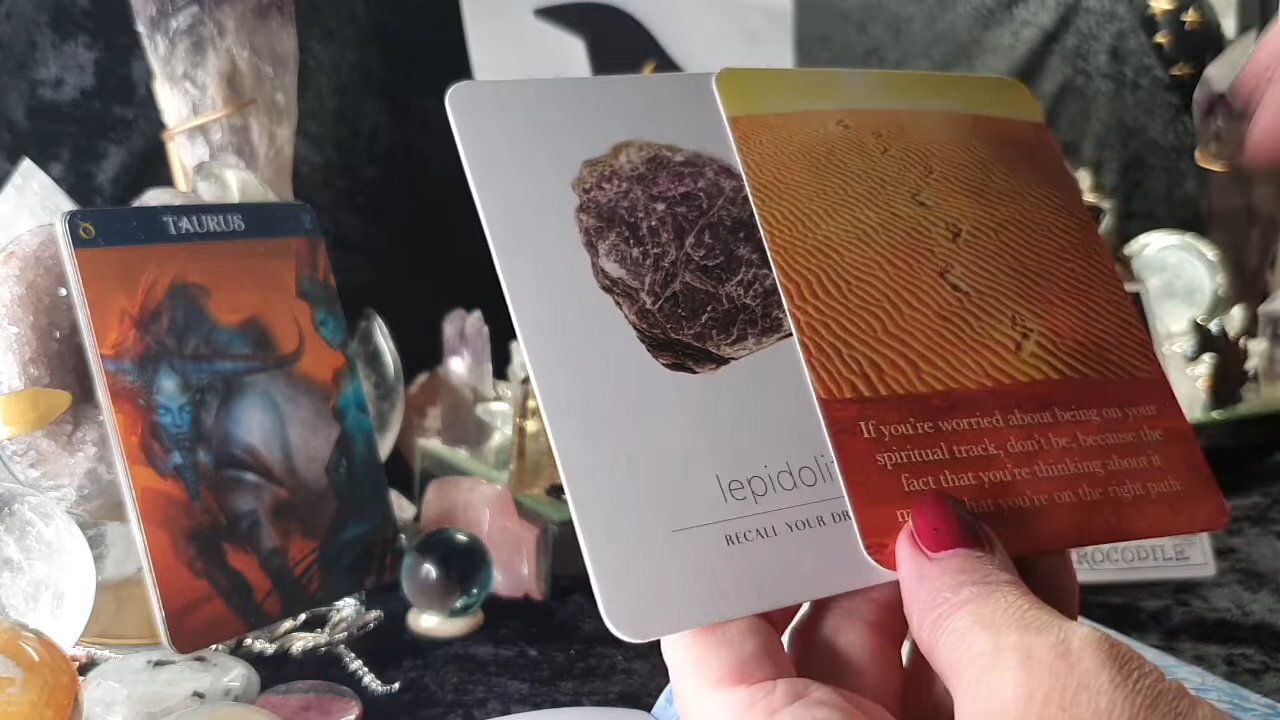 TAURUS
lepidoli
RECALL YOUR DR
If you're worried about being on your
spiritual track, don't be, because the
fact that you're thinking about it
that you're on the right path.
ROCODILE